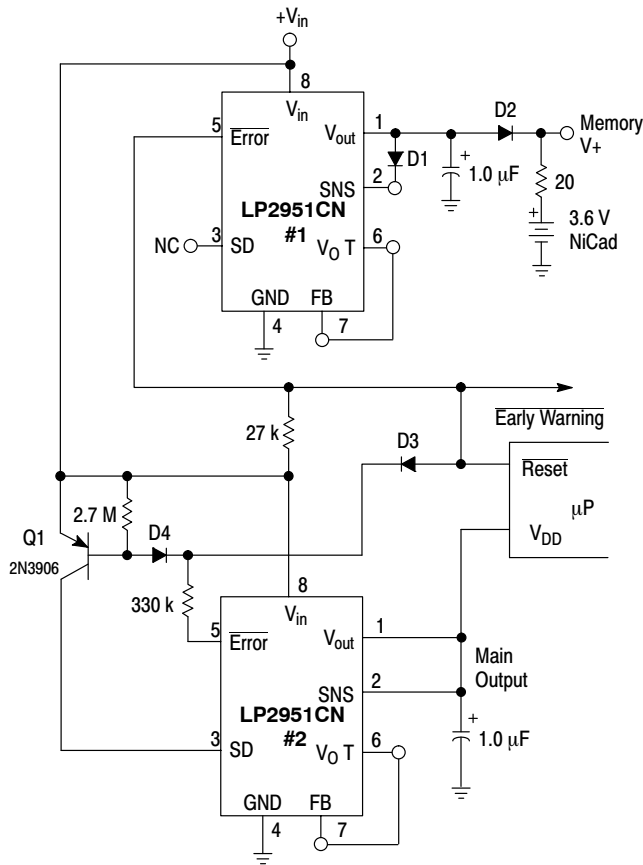 +Vin
8
Vin
5
Error
Vout
1
D2
Memory
V+
D1
SNS
2
1.0 μF
20
LP2951CN
#1
3.6 V
NiCad
NC
3
SD
VO T
6
GND
FB
4
7
27 k
Early Warning
D3
Reset
μP
VDD
2.7 M
D4
Q1
2N3906
330 k
8
Vin
5
Error
Vout
1
Main
Output
SNS
2
LP2951CN
#2
3
SD
VO T
6
1.0 μF
GND
FB
4
7